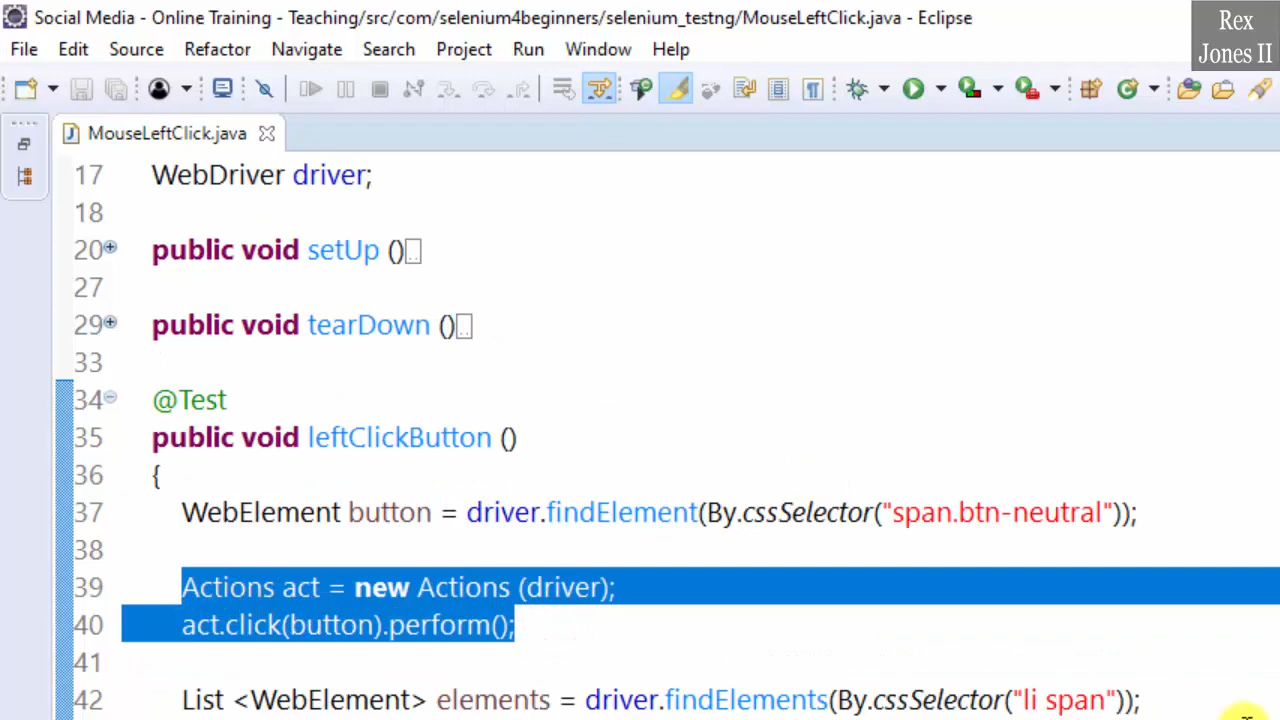 Social Media - Online Training - Teaching/src/com/selenium4beginners/selenium_testng/MouseLeftClick.java - Eclipse
Rex
Jones II
File Edit Source Refactor Navigate Search Project Run Window Help
MouseLeftClick.java
17 WebDriver driver;
18
20 public void setUp ()
27
29 public void tearDown ()
33
34 @Test
35 public void leftClickButton ()
36 {
37 WebElement button = driver.findElement(By.cssSelector("span.btn-neutral"));
38
39 Actions act = new Actions (driver);
40 act.click(button).perform();
41
42 List <WebElement> elements = driver.findElements(By.cssSelector("li span"));